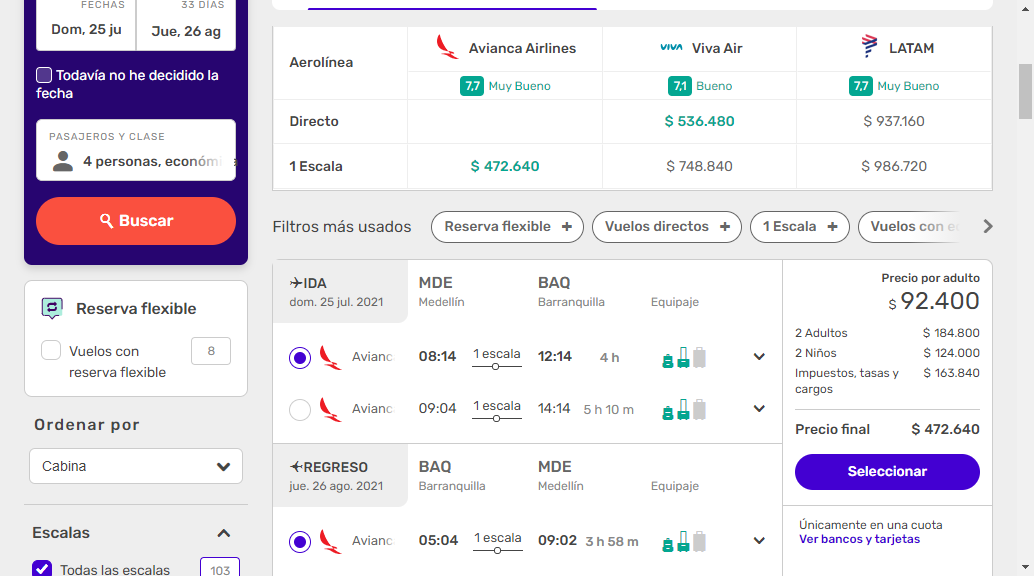 FECHAS
33 DÍAS
Dom, 25 ju
Jue, 26 ag
Todavía no he decidido la
fecha
PASAJEROS Y CLASE
4 personas, económi
Buscar
Reserva flexible
Vuelos con
reserva flexible
8
Ordenar por
Cabina
Escalas
Todas las escalas
103
Aerolínea
Avianca Airlines
VIVA Viva Air
LATAM
7,7 Muy Bueno
7,1 Bueno
7,7 Muy Bueno
Directo
$ 536.480
$ 937.160
1 Escala
$ 472.640
$ 748.840
$ 986.720
Filtros más usados
Reserva flexible +
Vuelos directos +
1 Escala +
Vuelos con e
IDA
dom. 25 jul. 2021
MDE
Medellín
BAQ
Barranquilla
Equipaje
Avianc
08:14
1 escala
12:14
4 h
Avianc
09:04
1 escala
14:14
5 h 10 m
REGRESO
jue. 26 ago. 2021
BAQ
Barranquilla
MDE
Medellín
Equipaje
Avianc
05:04
1 escala
09:02
3 h 58 m
Precio por adulto
$ 92.400
2 Adultos $ 184.800
2 Niños $ 124.000
Impuestos, tasas y $ 163.840
cargos
Precio final $ 472.640
Seleccionar
Únicamente en una cuota
Ver bancos y tarjetas